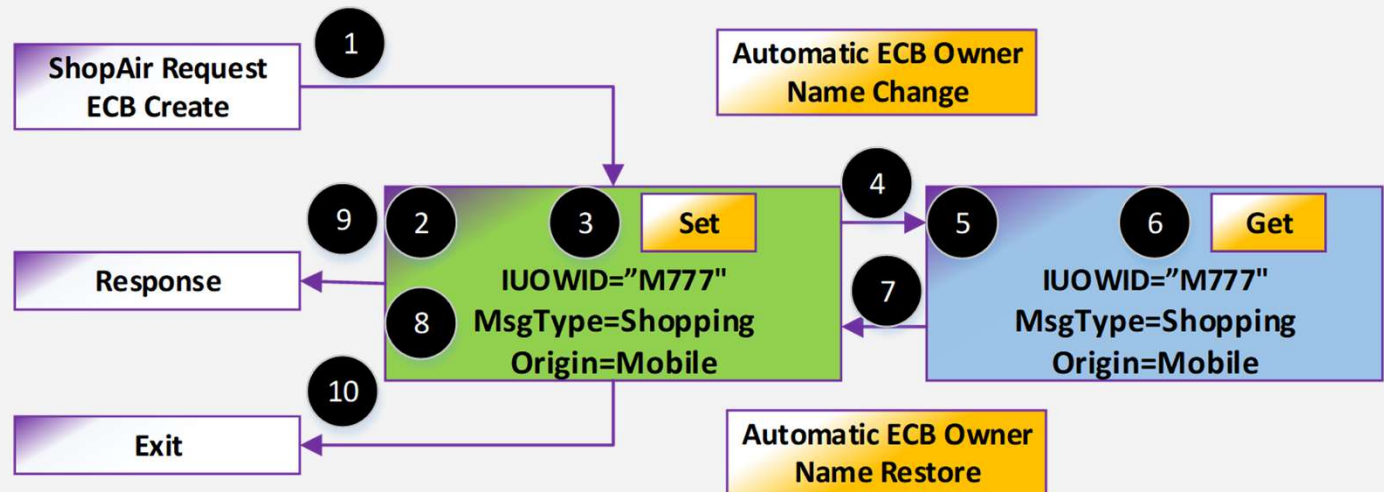 1
ShopAir Request
ECB Create
Automatic ECB Owner
Name Change
4
9
2
3
Set
5
6
Get
Response
IUOWID=”M777"
MsgType=Shopping
Origin=Mobile
8
7
IUOWID=”M777"
MsgType=Shopping
Origin=Mobile
10
Exit
Automatic ECB Owner
Name Restore